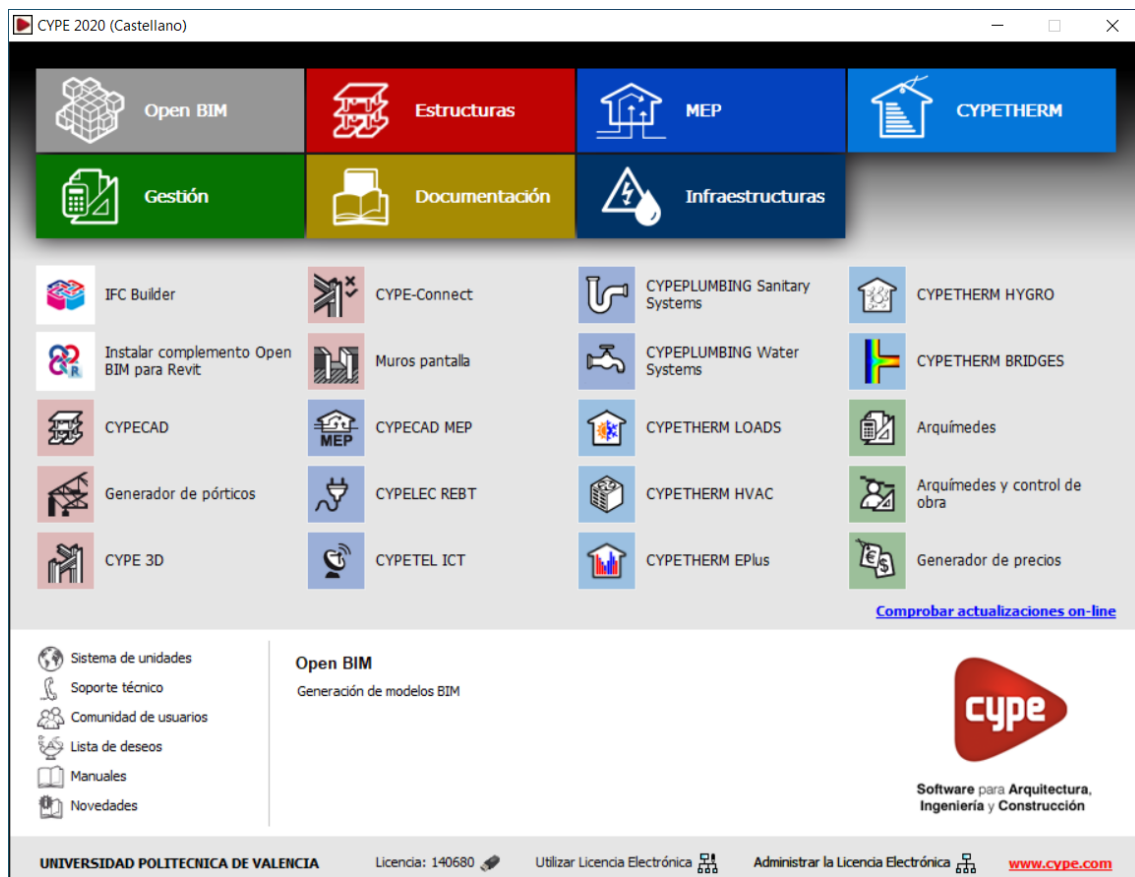 CYPE 2020 (Castellano)
Open BIM
Estructuras
MEP
CYPETHERM
Gestión
Documentación
Infraestructuras
IFC Builder
CYPE-Connect
CYPEPLUMBING Sanitary
Systems
CYPETHERM HYGRO
R
Instalar complemento Open
BIM para Revit
Muros pantalla
CYPEPLUMBING Water
Systems
CYPETHERM BRIDGES
CYPECAD
MEP
CYPECAD MEP
CYPETHERM LOADS
Arquímedes
Generador de pórticos
CYPELEC REBT
CYPETHERM HVAC
Arquímedes y control de
obra
CYPE 3D
CYPETEL ICT
CYPETHERM EPlus
€ $
Generador de precios
Comprobar actualizaciones on-line
Sistema de unidades
Soporte técnico
Comunidad de usuarios
Lista de deseos
Manuales
Novedades
Open BIM
Generación de modelos BIM
cype
Software para Arquitectura,
Ingeniería y Construcción
UNIVERSIDAD POLITECNICA DE VALENCIA
Licencia: 140680
Utilizar Licencia Electrónica
Administrar la Licencia Electrónica
www.cype.com